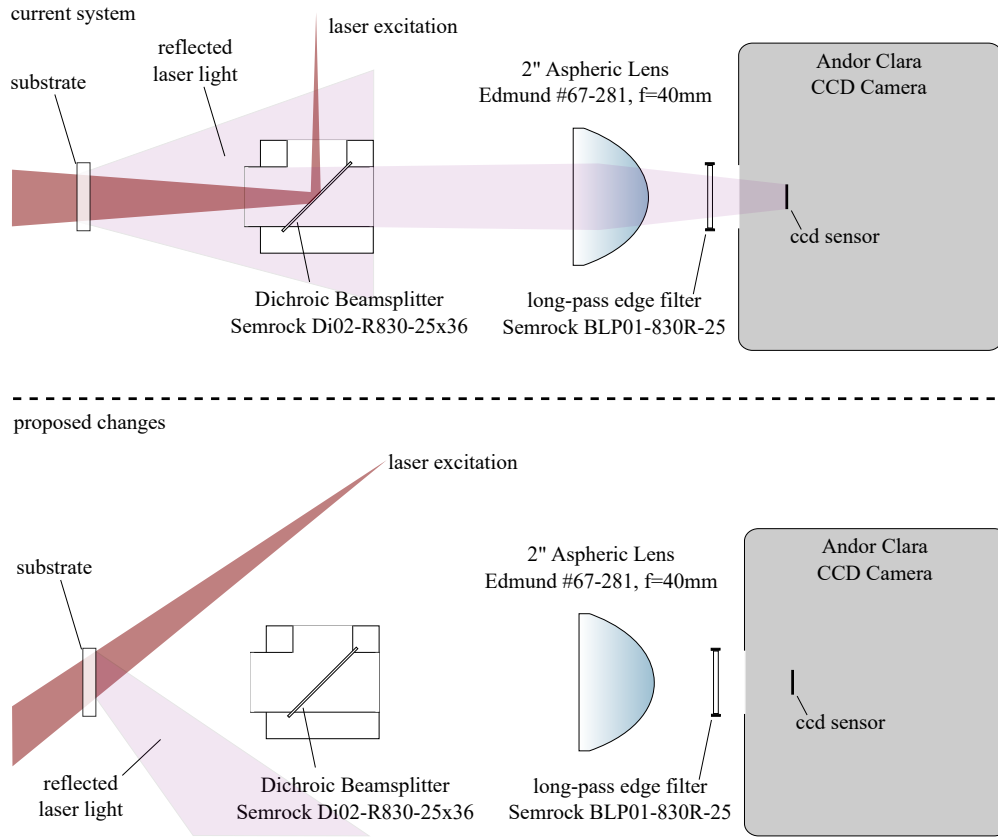 current system
laser excitation
reflected
laser light
substrate
2" Aspheric Lens
Edmund #67-281, f=40mm
Andor Clara
CCD Camera
ccd sensor
Dichroic Beamsplitter
Semrock Di02-R830-25x36
long-pass edge filter
Semrock BLP01-830R-25
proposed changes
laser excitation
substrate
2" Aspheric Lens
Edmund #67-281, f=40mm
Andor Clara
CCD Camera
ccd sensor
reflected
laser light
Dichroic Beamsplitter
Semrock Di02-R830-25x36
long-pass edge filter
Semrock BLP01-830R-25